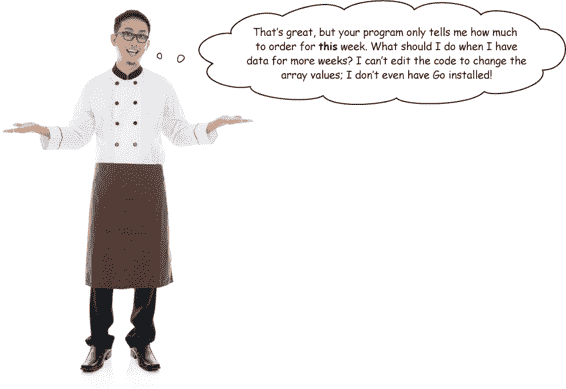 That's great, but your program only tells me how much
to order for this week. What should I do when I have
data for more weeks? I can't edit the code to change the
array values; I don't even have Go installed!